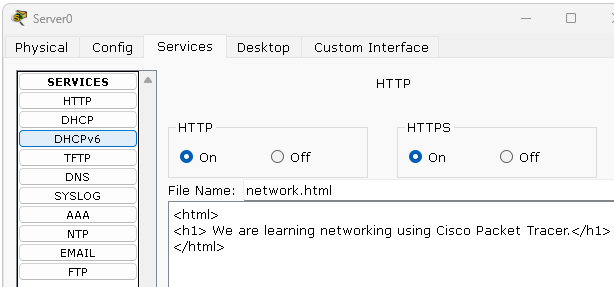 Server0
Physical Config Services Desktop Custom Interface
SERVICES
HTTP
DHCP
DHCPv6
TFTP
DNS
SYSLOG
AAA
NTP
EMAIL
FTP
HTTP
HTTP
On Off
HTTPS
On Off
File Name: network.html
<html>
<h1> We are learning networking using Cisco Packet Tracer.</h1>
</html>